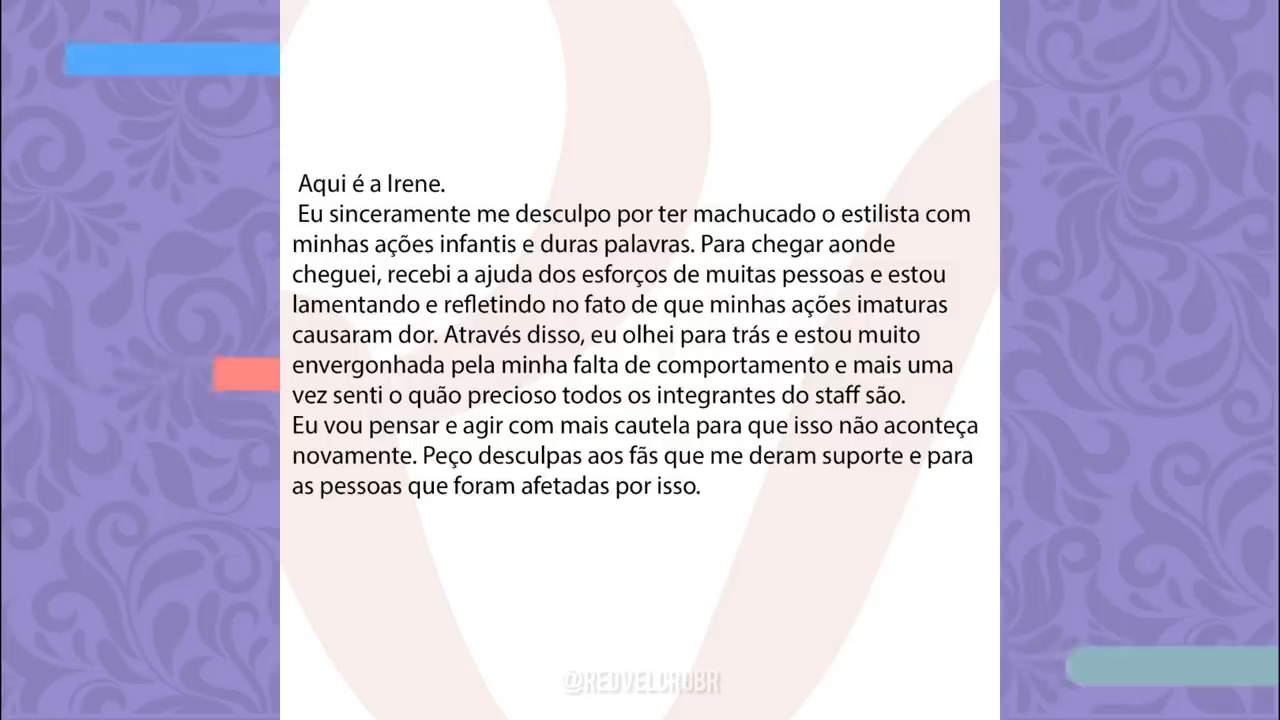 Aqui é a Irene.
Eu sinceramente me desculpo por ter machucado o estilista com
minhas ações infantis e duras palavras. Para chegar aonde
cheguei, recebi a ajuda dos esforços de muitas pessoas e estou
lamentando e refletindo no fato de que minhas ações imaturas
causaram dor. Através disso, eu olhei para trás e estou muito
envergonhada pela minha falta de comportamento e mais uma
vez senti o quão precioso todos os integrantes do staff são.
Eu vou pensar e agir com mais cautela para que isso não aconteça
novamente. Peço desculpas aos fãs que me deram suporte e para
as pessoas que foram afetadas por isso.
@REDVELCROBR